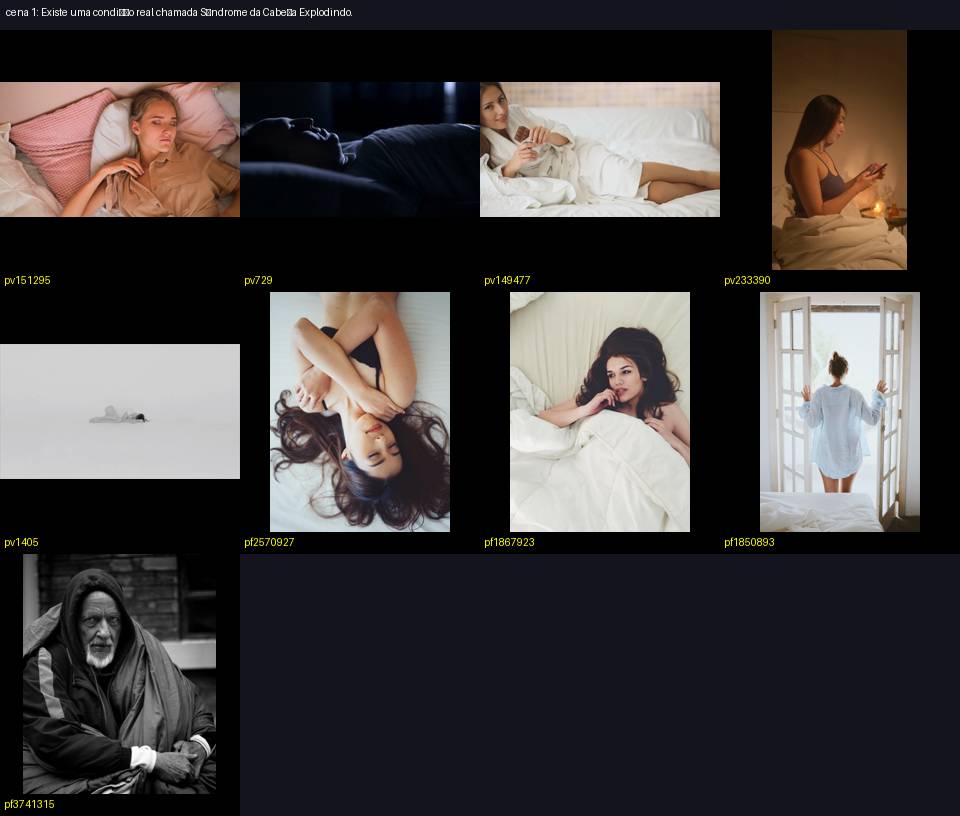 cena 1: Existe uma real chamada da Explodindo.
pv151295 pv729 pv149477 pv233390
pv1405 pf2570927 pf1867923 pf1850893
pf3741315